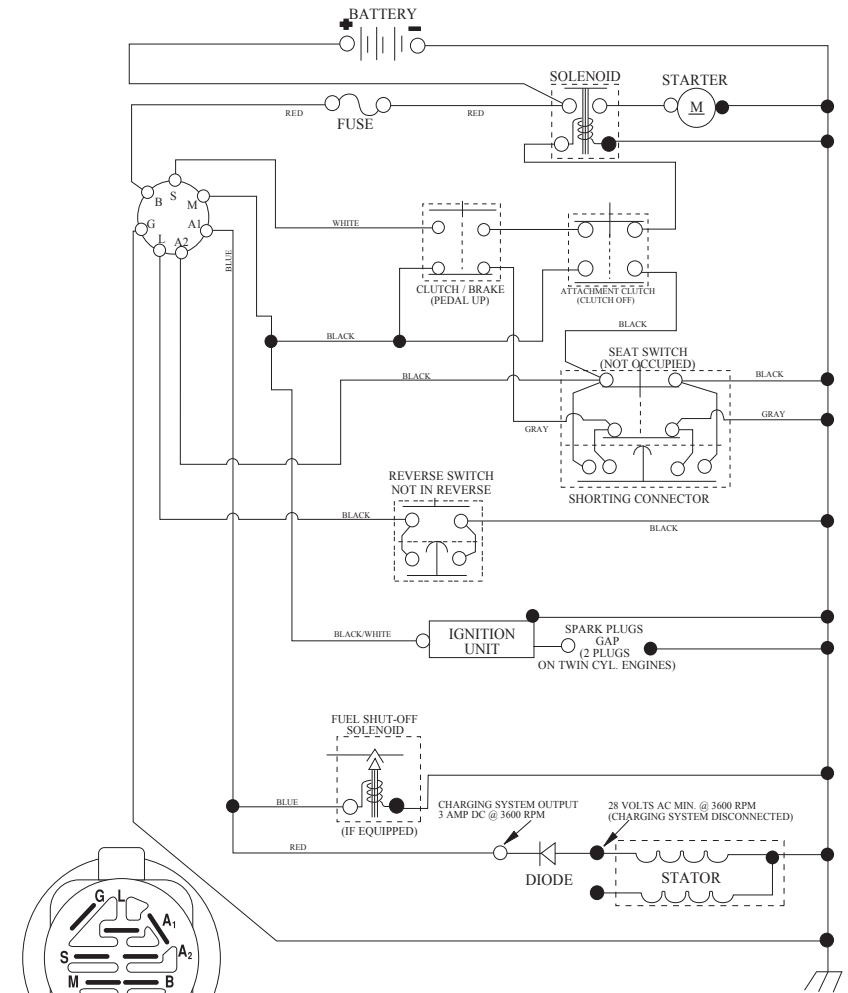 BATTERY
SOLENOID
STARTER
M
RED
FUSE
RED
B
S
M
G
A1
L
A2
WHITE
BLUE
CLUTCH / BRAKE
(PEDAL UP)
ATTACHMENT CLUTCH
(CLUTCH OFF)
BLACK
BLACK
SEAT SWITCH
(NOT OCCUPIED)
BLACK
BLACK
GRAY
GRAY
SHORTING CONNECTOR
REVERSE SWITCH
NOT IN REVERSE
BLACK
BLACK
BLACK/WHITE
IGNITION
UNIT
SPARK PLUGS
GAP
(2 PLUGS
ON TWIN CYL. ENGINES)
FUEL SHUT-OFF
SOLENOID
BLUE
(IF EQUIPPED)
CHARGING SYSTEM OUTPUT
3 AMP DC @ 3600 RPM
28 VOLTS AC MIN. @ 3600 RPM
(CHARGING SYSTEM DISCONNECTED)
RED
DIODE
STATOR
G L
A1
S
A2
M
B